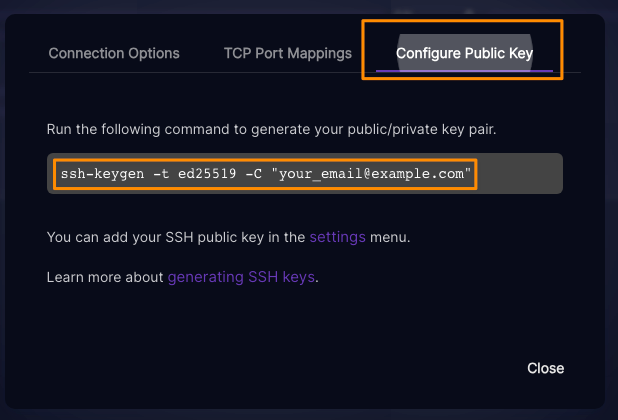 Connection Options TCP Port Mappings Configure Public Key
Run the following command to generate your public/private key pair.
ssh-keygen -t ed25519 -C "your_email@example.com"
You can add your SSH public key in the settings menu.
Learn more about generating SSH keys.
Close